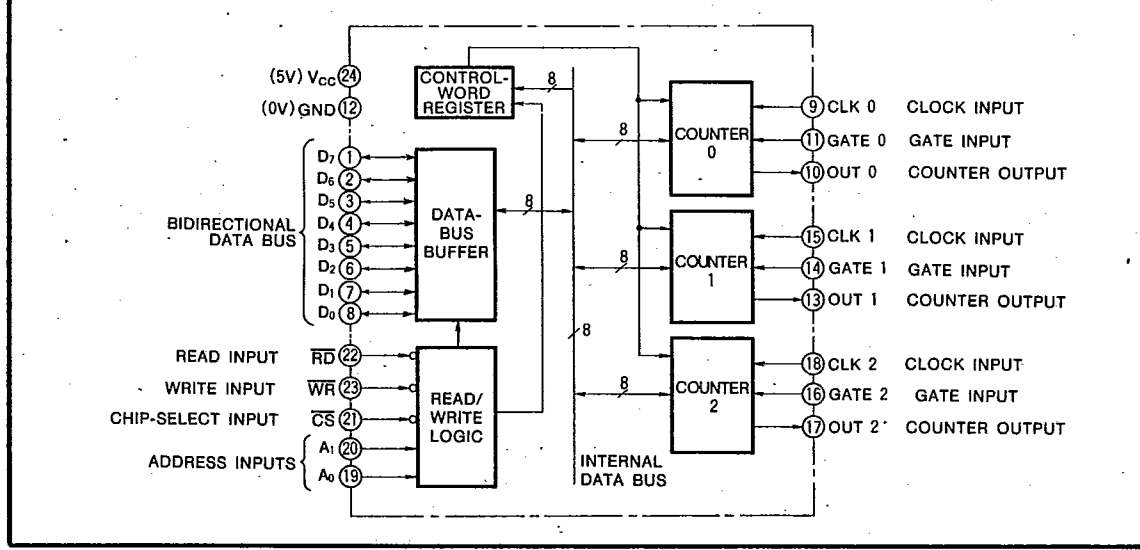 (5V) VCC 24
(0V) GND 12
D7 1
D6 2
D5 3
D4 4
D3 5
D2 6
D1 7
D0 8
BIDIRECTIONAL
DATA BUS
READ INPUT R̅D̅ 22
WRITE INPUT W̅R̅ 23
CHIP-SELECT INPUT C̅S̅ 21
A1 20
ADDRESS INPUTS
A0 19
CONTROL-
WORD
REGISTER
8
DATA-
BUS
BUFFER
8
READ/
WRITE
LOGIC
8
INTERNAL
DATA BUS
8
COUNTER
0
8
COUNTER
1
8
COUNTER
2
9 CLK 0 CLOCK INPUT
11 GATE 0 GATE INPUT
10 OUT 0 COUNTER OUTPUT
15 CLK 1 CLOCK INPUT
14 GATE 1 GATE INPUT
13 OUT 1 COUNTER OUTPUT
18 CLK 2 CLOCK INPUT
16 GATE 2 GATE INPUT
17 OUT 2 COUNTER OUTPUT